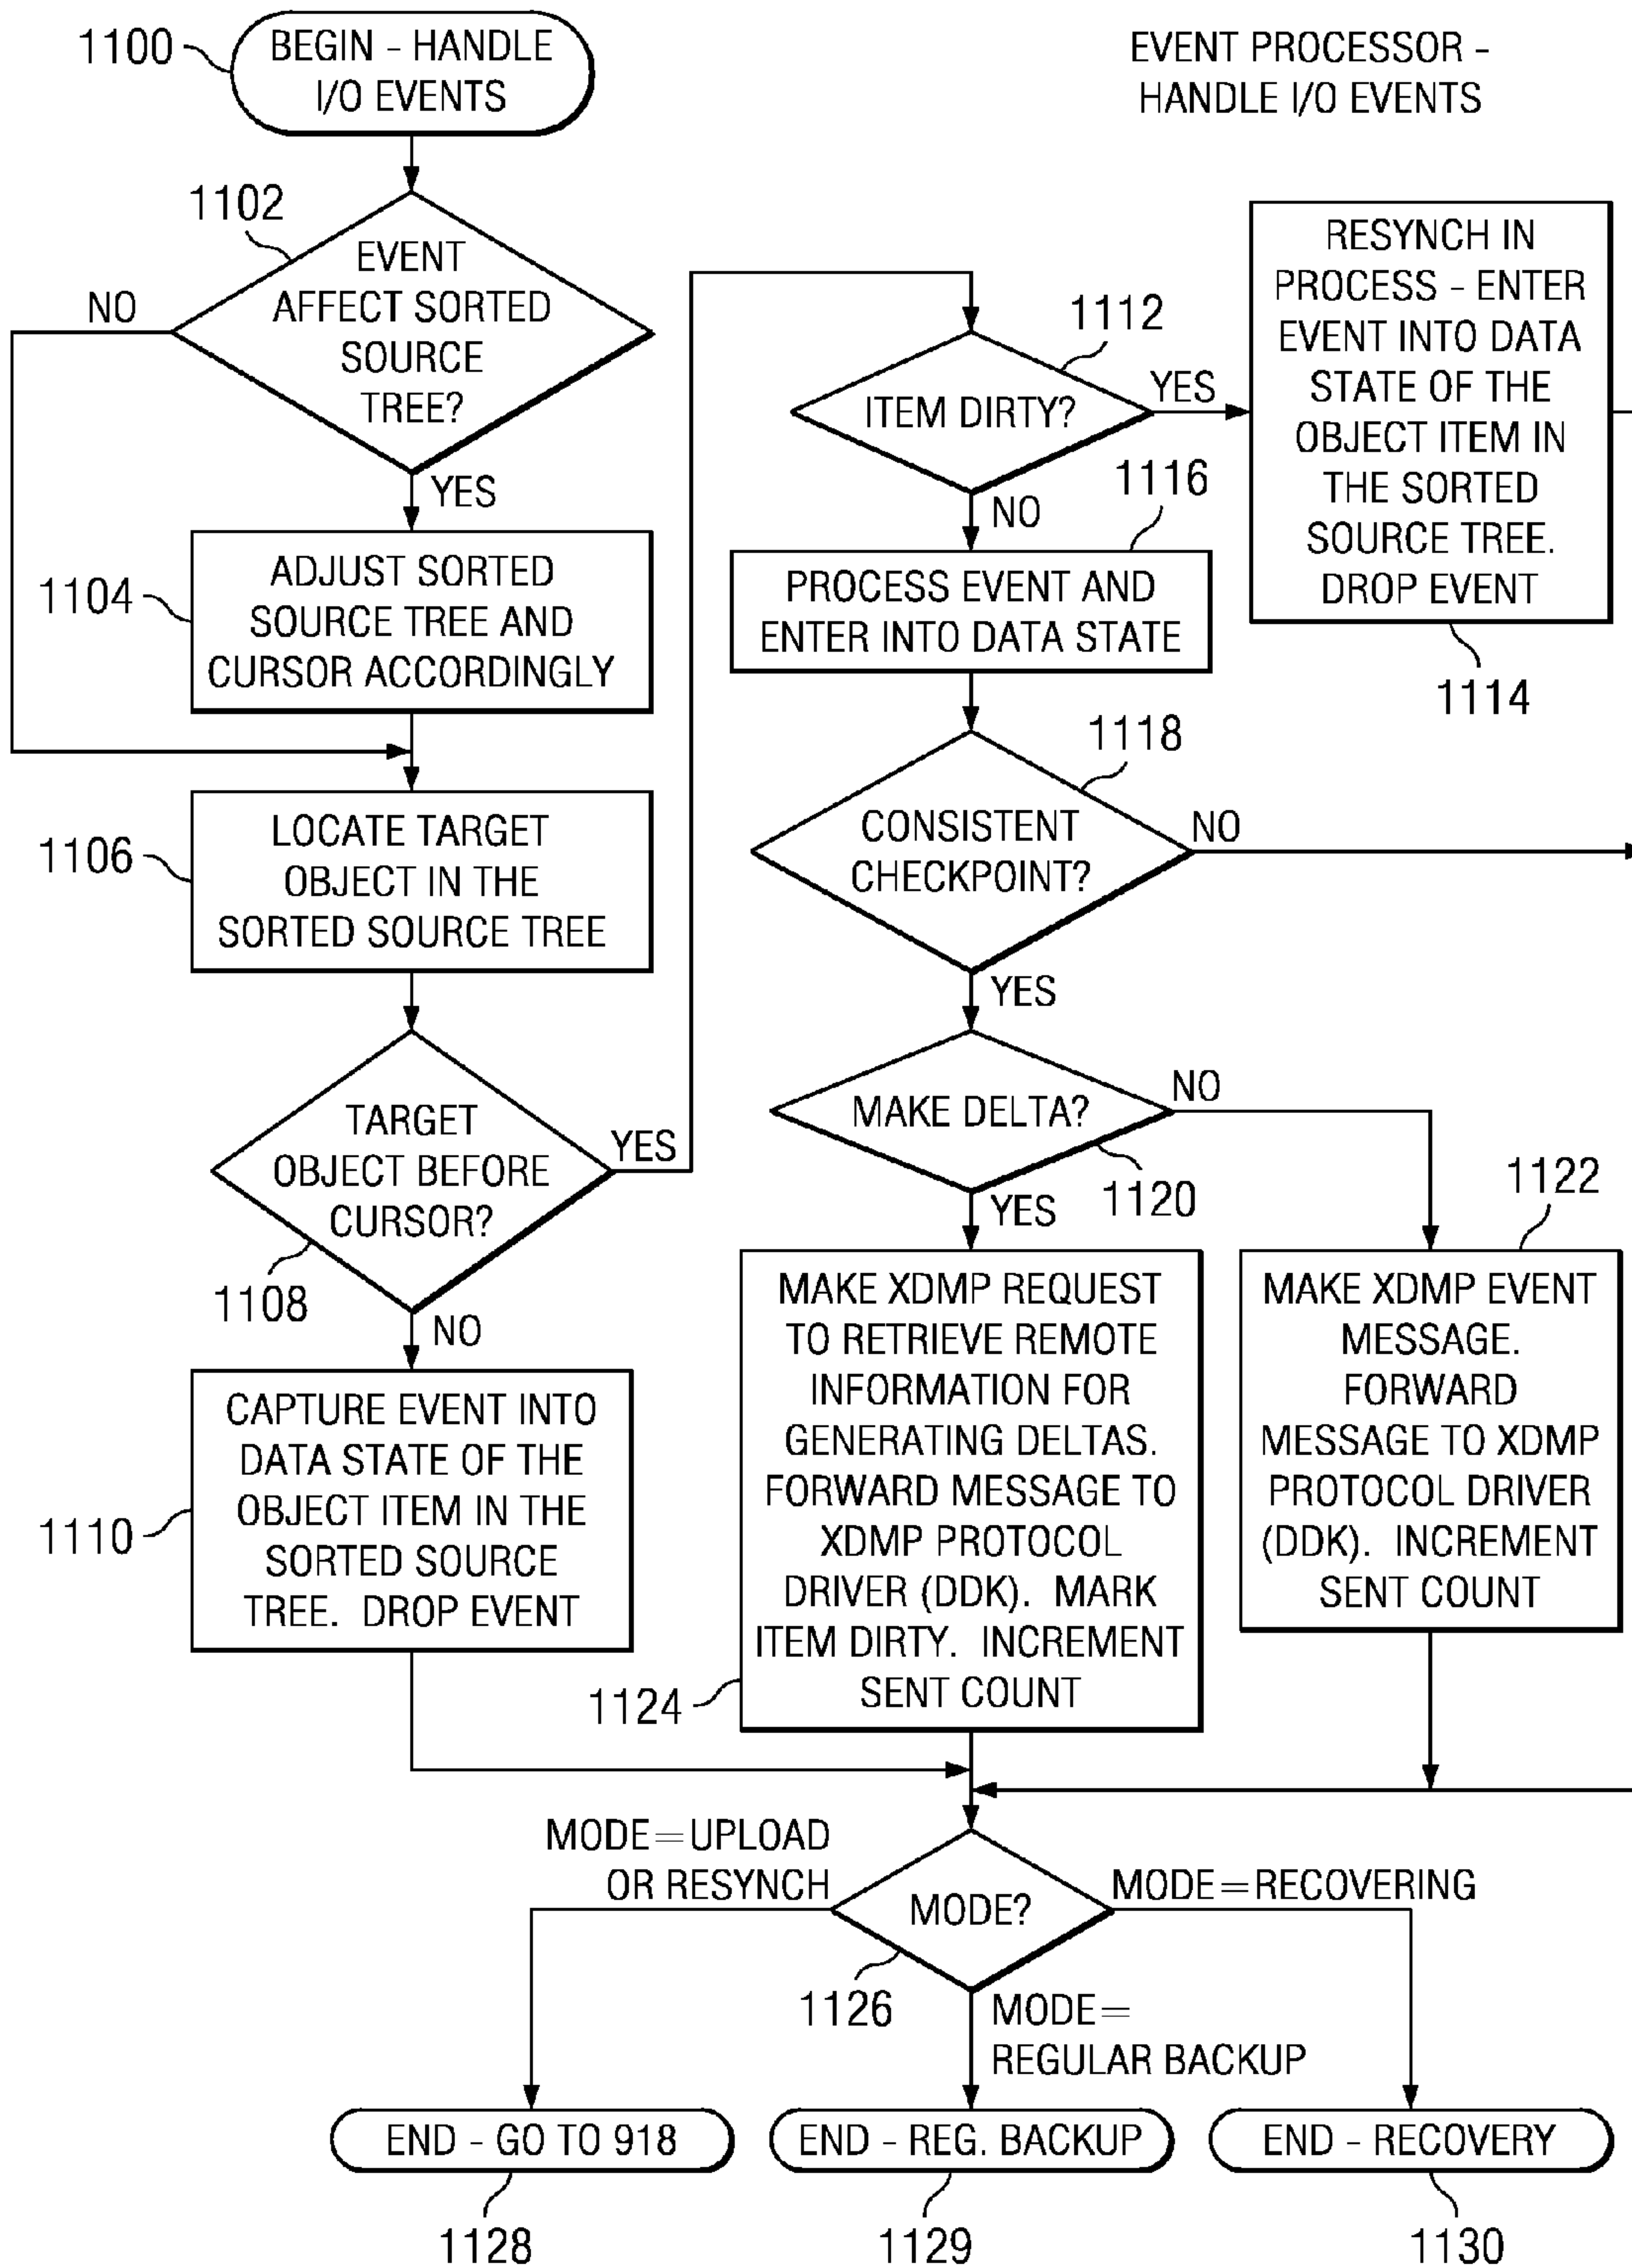 1100
BEGIN - HANDLE
I/O EVENTS
EVENT PROCESSOR -
HANDLE I/O EVENTS
1102
EVENT
AFFECT SORTED
SOURCE
TREE?
NO
YES
1104
ADJUST SORTED
SOURCE TREE AND
CURSOR ACCORDINGLY
1106
LOCATE TARGET
OBJECT IN THE
SORTED SOURCE TREE
TARGET
OBJECT BEFORE
CURSOR?
YES
1108
NO
1110
CAPTURE EVENT INTO
DATA STATE OF THE
OBJECT ITEM IN THE
SORTED SOURCE
TREE. DROP EVENT
1112
ITEM DIRTY?
YES
NO
RESYNCH IN
PROCESS - ENTER
EVENT INTO DATA
STATE OF THE
OBJECT ITEM IN
THE SORTED
SOURCE TREE.
DROP EVENT
1114
1116
PROCESS EVENT AND
ENTER INTO DATA STATE
1118
CONSISTENT
CHECKPOINT?
NO
YES
MAKE DELTA?
NO
1120
YES
1122
MAKE XDMP EVENT
MESSAGE.
FORWARD
MESSAGE TO XDMP
PROTOCOL DRIVER
(DDK). INCREMENT
SENT COUNT
MAKE XDMP REQUEST
TO RETRIEVE REMOTE
INFORMATION FOR
GENERATING DELTAS.
FORWARD MESSAGE TO
XDMP PROTOCOL
DRIVER (DDK). MARK
ITEM DIRTY. INCREMENT
SENT COUNT
1124
MODE=UPLOAD
OR RESYNCH
MODE?
MODE=RECOVERING
1126
MODE=
REGULAR BACKUP
END - GO TO 918
END - REG. BACKUP
END - RECOVERY
1128
1129
1130